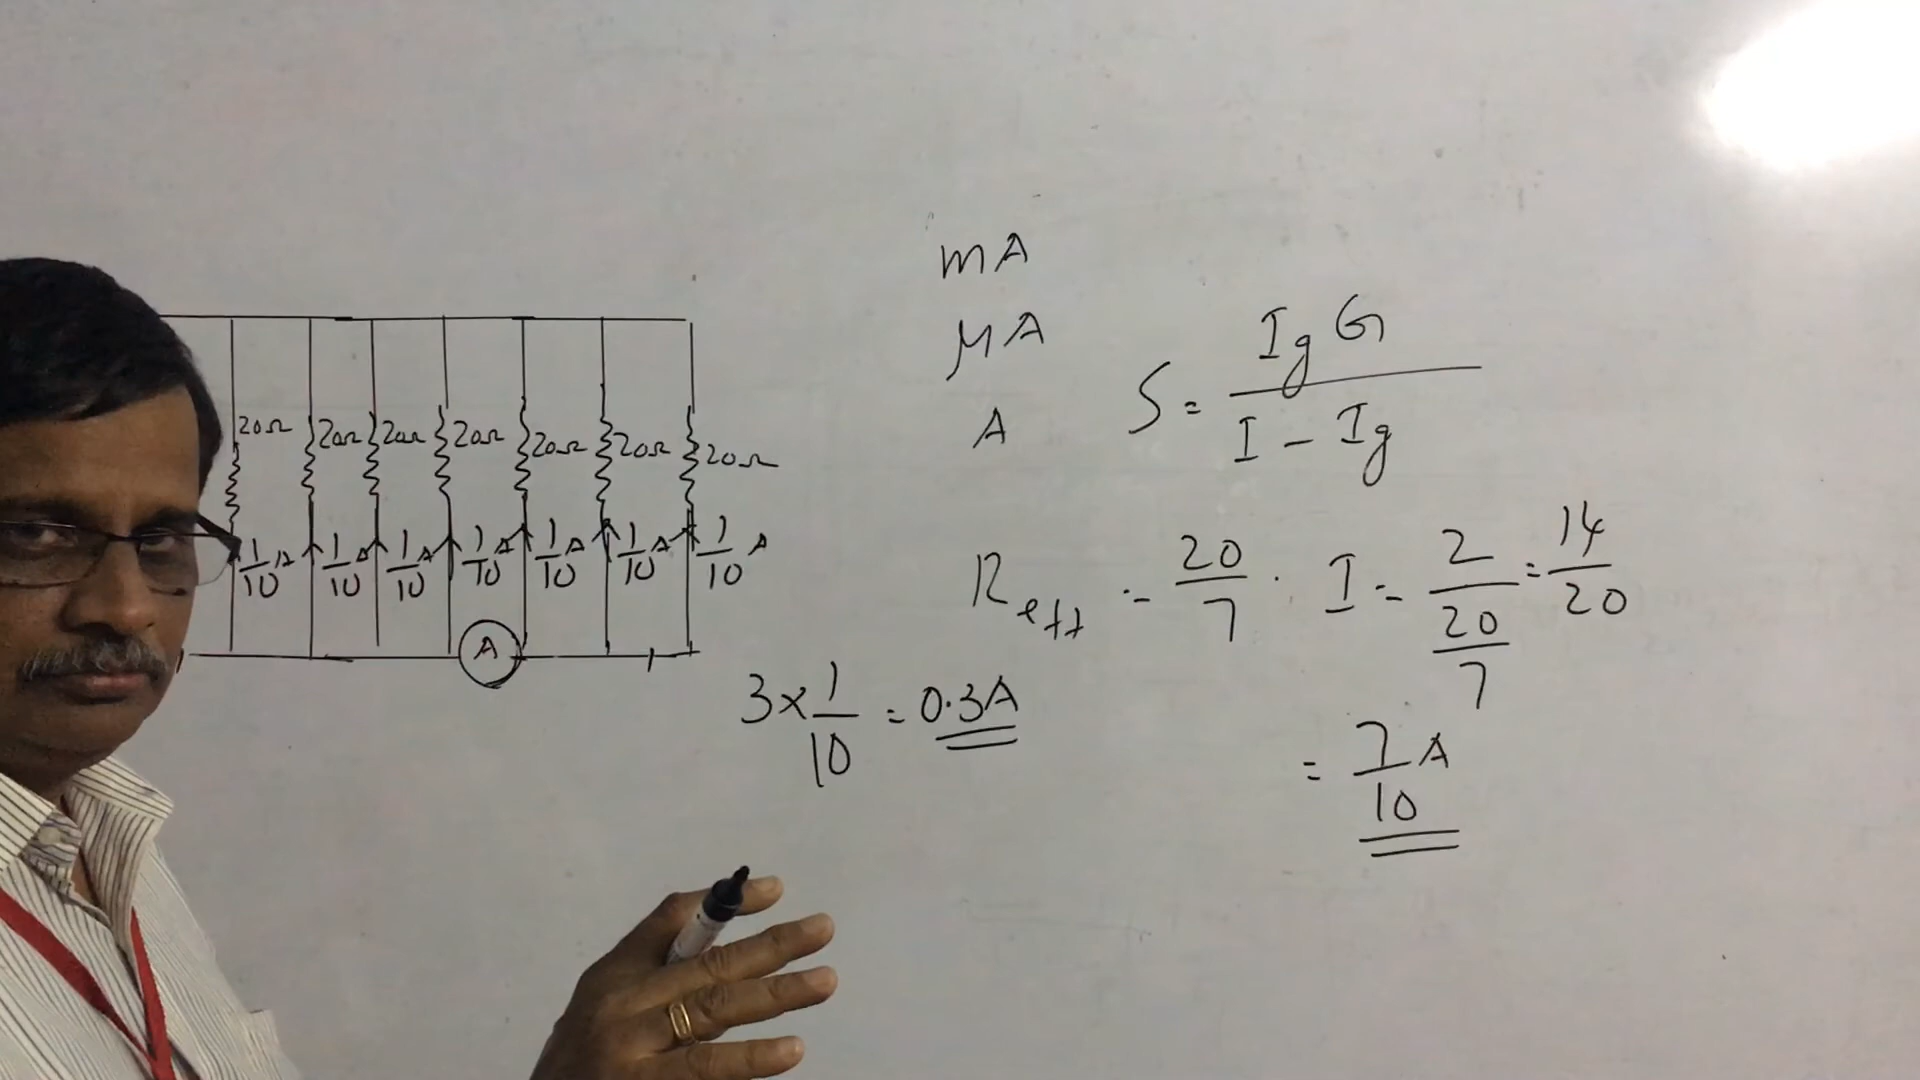 mA
μA
A
S = IgG / I - Ig
20Ω 20Ω 20Ω 20Ω 20Ω 20Ω 20Ω
1/10 A 1/10 A 1/10 A 1/10 A 1/10 A 1/10 A 1/10 A
A
Reff = 20/7 . I = 2/(20/7) = 14/20
3 × 1/10 = 0.3A
= 7/10 A